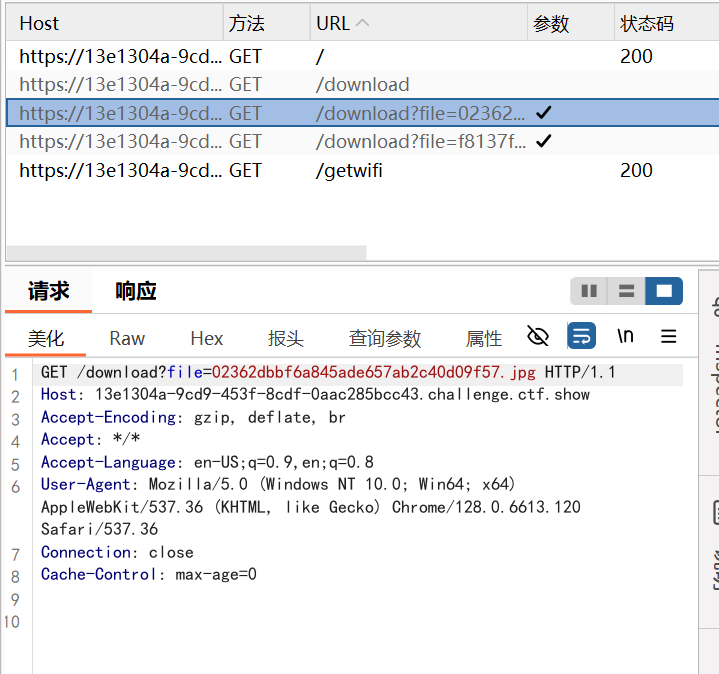 Host 方法 URL 参数 状态码
https://13e1304a-9cd... GET / 200
https://13e1304a-9cd... GET /download
https://13e1304a-9cd... GET /download?file=02362... ✓
https://13e1304a-9cd... GET /download?file=f8137f... ✓
https://13e1304a-9cd... GET /getwifi 200
请求 响应
美化 Raw Hex 报头 查询参数 属性 \n
1 GET /download?file=02362dbbf6a845ade657ab2c40d09f57.jpg HTTP/1.1
2 Host: 13e1304a-9cd9-453f-8cdf-0aac285bcc43.challenge.ctf.show
3 Accept-Encoding: gzip, deflate, br
4 Accept: */*
5 Accept-Language: en-US;q=0.9,en;q=0.8
6 User-Agent: Mozilla/5.0 (Windows NT 10.0; Win64; x64)
AppleWebKit/537.36 (KHTML, like Gecko) Chrome/128.0.6613.120
Safari/537.36
7 Connection: close
8 Cache-Control: max-age=0
9
10